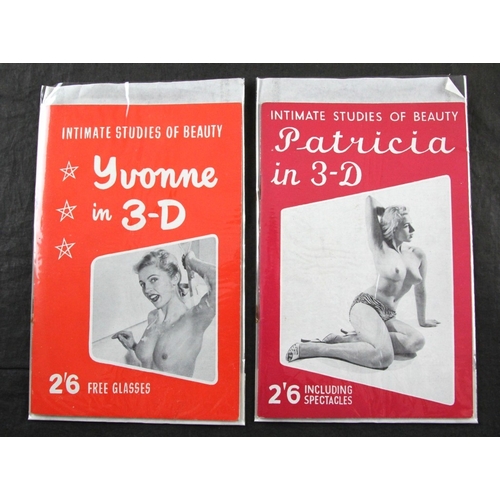 INTIMATE STUDIES OF BEAUTY
Yvonne
in 3-D
2'6 FREE GLASSES
INTIMATE STUDIES OF BEAUTY
Patricia
in 3-D
2'6 INCLUDING
SPECTACLES